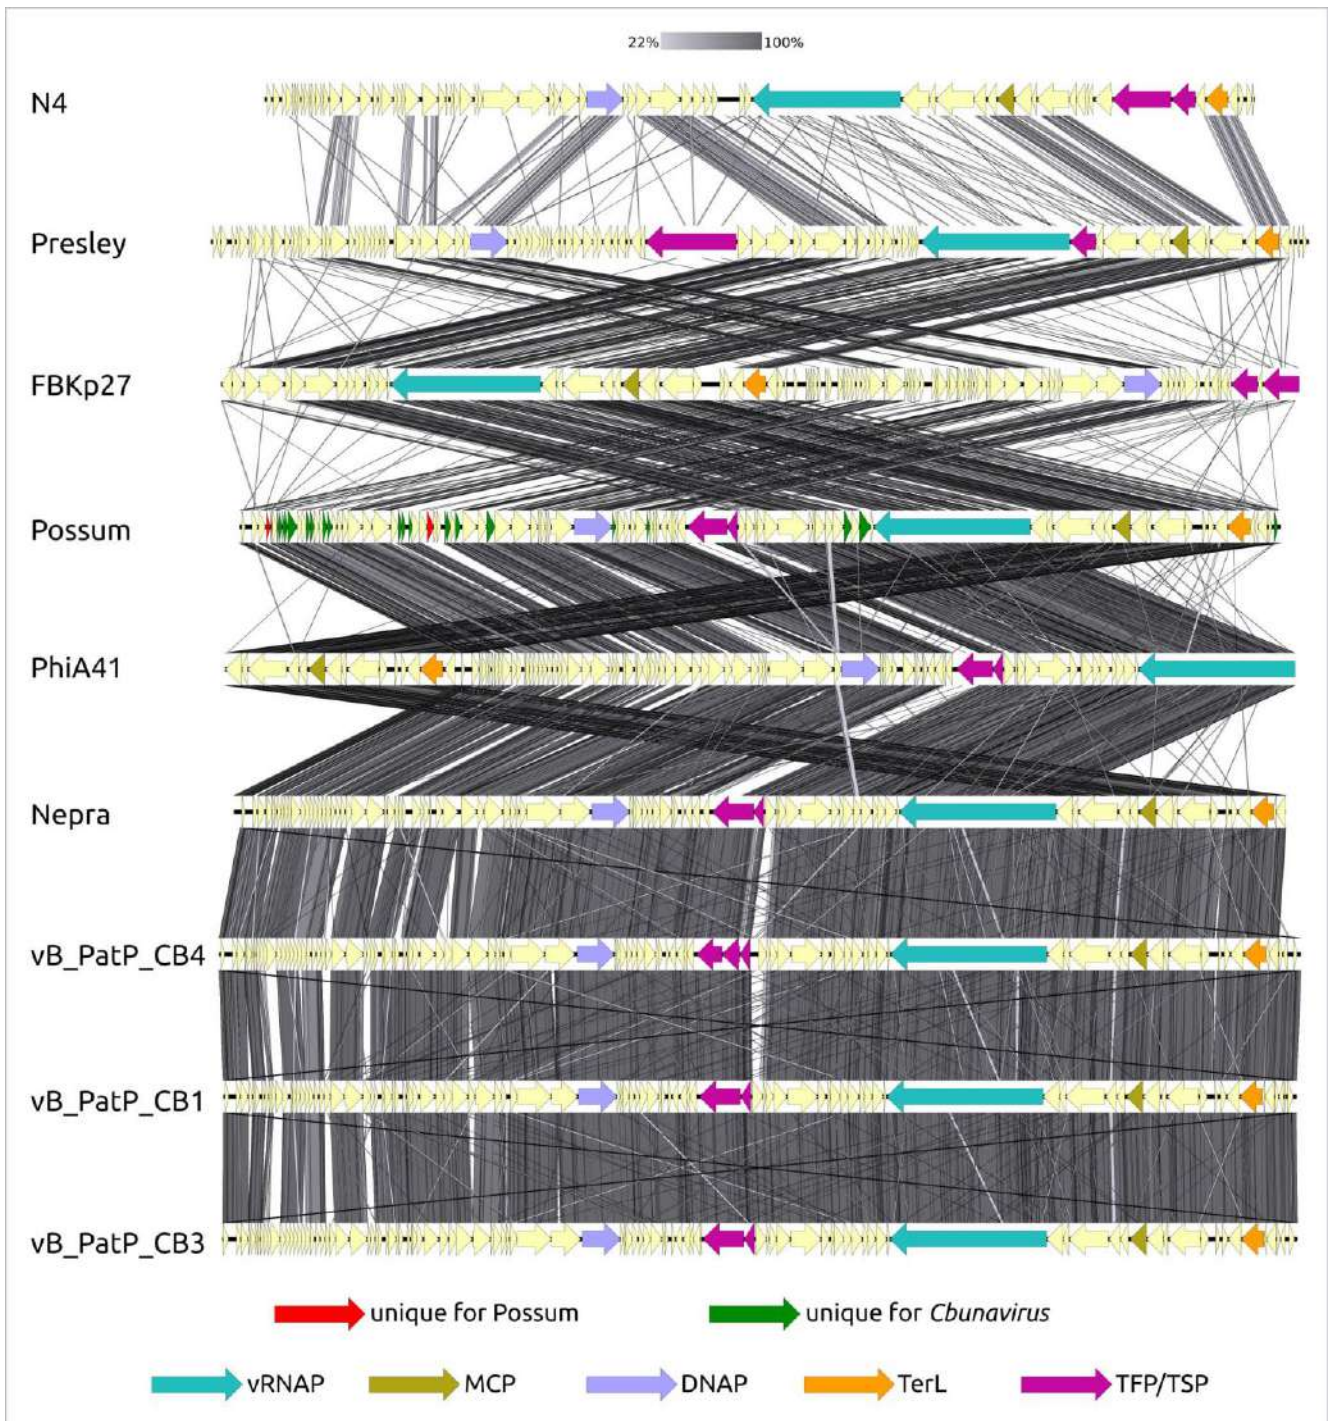 22% 100%
N4
Presley
FBKp27
Possum
PhiA41
Nepra
vB_PatP_CB4
vB_PatP_CB1
vB_PatP_CB3
unique for Possum unique for Cbunavirus
vRNAP MCP DNAP TerL TFP/TSP